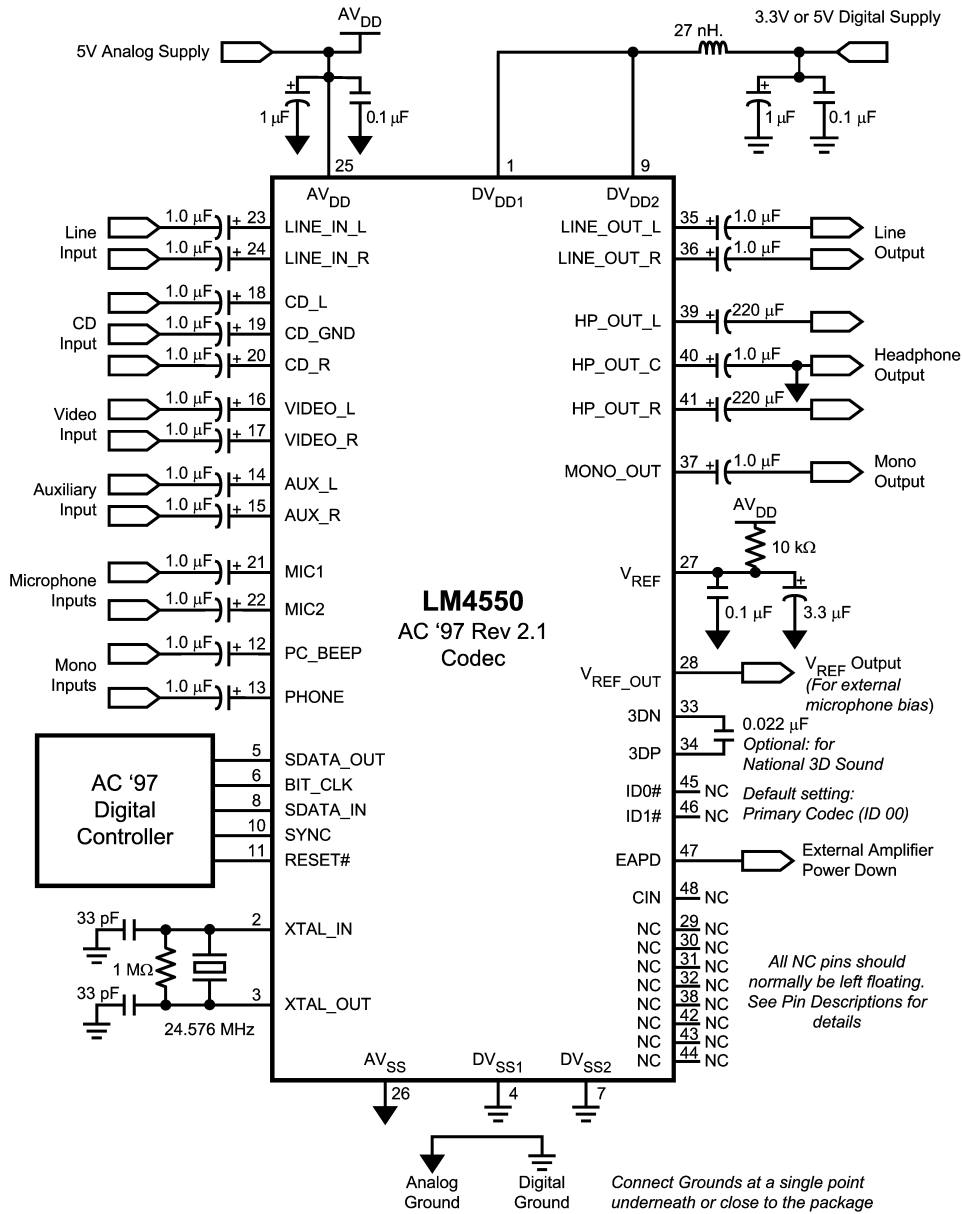 AVDD
5V Analog Supply
3.3V or 5V Digital Supply
27 nH.
+
1 µF
0.1 µF
+
1 µF
0.1 µF
25
1
9
AVDD
DVDD1
DVDD2
Line
Input
1.0 µF
+
23
LINE_IN_L
1.0 µF
+
24
LINE_IN_R
CD
Input
1.0 µF
+
18
CD_L
1.0 µF
+
19
CD_GND
1.0 µF
+
20
CD_R
Video
Input
1.0 µF
+
16
VIDEO_L
1.0 µF
+
17
VIDEO_R
Auxiliary
Input
1.0 µF
+
14
AUX_L
1.0 µF
+
15
AUX_R
Microphone
Inputs
1.0 µF
+
21
MIC1
1.0 µF
+
22
MIC2
Mono
Inputs
1.0 µF
+
12
PC_BEEP
1.0 µF
+
13
PHONE
AC ‘97
Digital
Controller
5
SDATA_OUT
6
BIT_CLK
8
SDATA_IN
10
SYNC
11
RESET#
33 pF
2
XTAL_IN
1 MΩ
33 pF
3
XTAL_OUT
24.576 MHz
LM4550
AC ‘97 Rev 2.1
Codec
LINE_OUT_L
35
+
1.0 µF
LINE_OUT_R
36
+
1.0 µF
Line
Output
HP_OUT_L
39
+
220 µF
HP_OUT_C
40
+
1.0 µF
HP_OUT_R
41
+
220 µF
Headphone
Output
MONO_OUT
37
+
1.0 µF
Mono
Output
AVDD
10 kΩ
VREF
27
0.1 µF
+
3.3 µF
VREF_OUT
28
VREF Output
(For external
microphone bias)
3DN
33
3DP
34
0.022 µF
Optional: for
National 3D Sound
ID0#
45
NC
ID1#
46
NC
Default setting:
Primary Codec (ID 00)
EAPD
47
External Amplifier
Power Down
CIN
48
NC
NC
29
NC
NC
30
NC
NC
31
NC
NC
32
NC
NC
38
NC
NC
42
NC
NC
43
NC
NC
44
NC
All NC pins should
normally be left floating.
See Pin Descriptions for
details
AVSS
DVSS1
DVSS2
26
4
7
Analog
Ground
Digital
Ground
Connect Grounds at a single point
underneath or close to the package